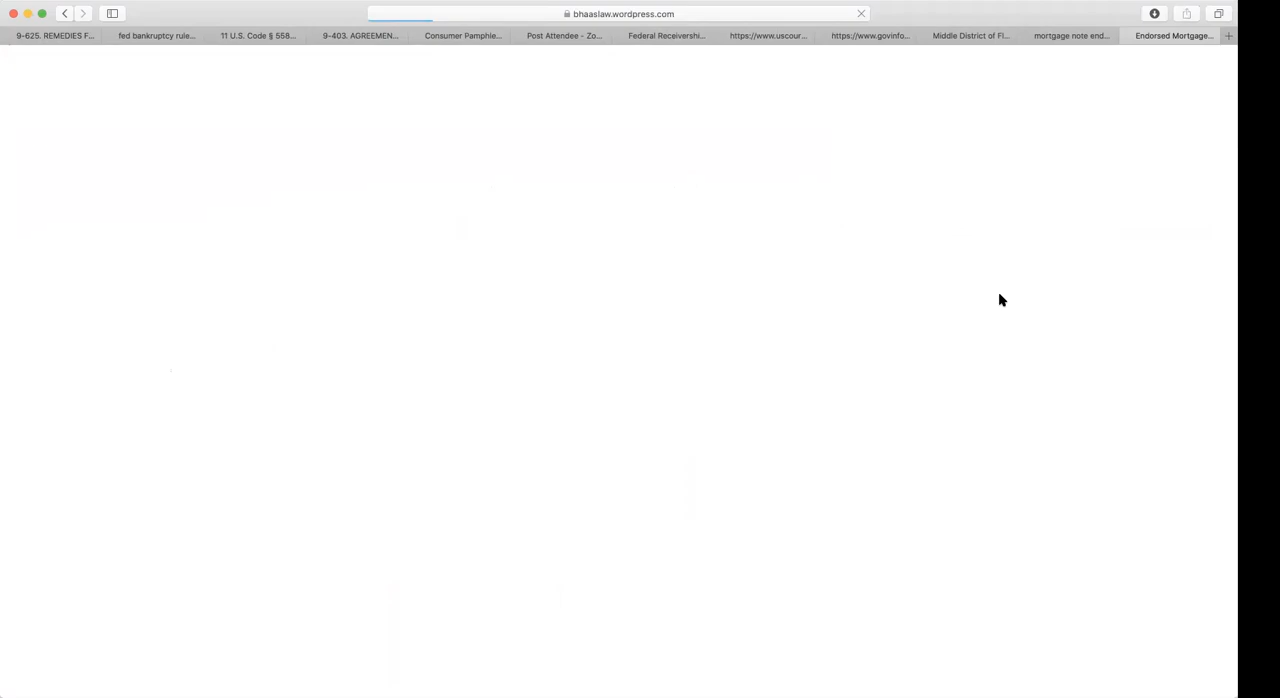 bhaaslaw.wordpress.com
9-625. REMEDIES F...
fed bankruptcy rule...
11 U.S. Code § 558...
9-403. AGREEMEN...
Consumer Pamphle...
Post Attendee - Zo...
Federal Receivershi...
https://www.uscour...
https://www.govinfo...
Middle District of Fl...
mortgage note end...
Endorsed Mortgage...